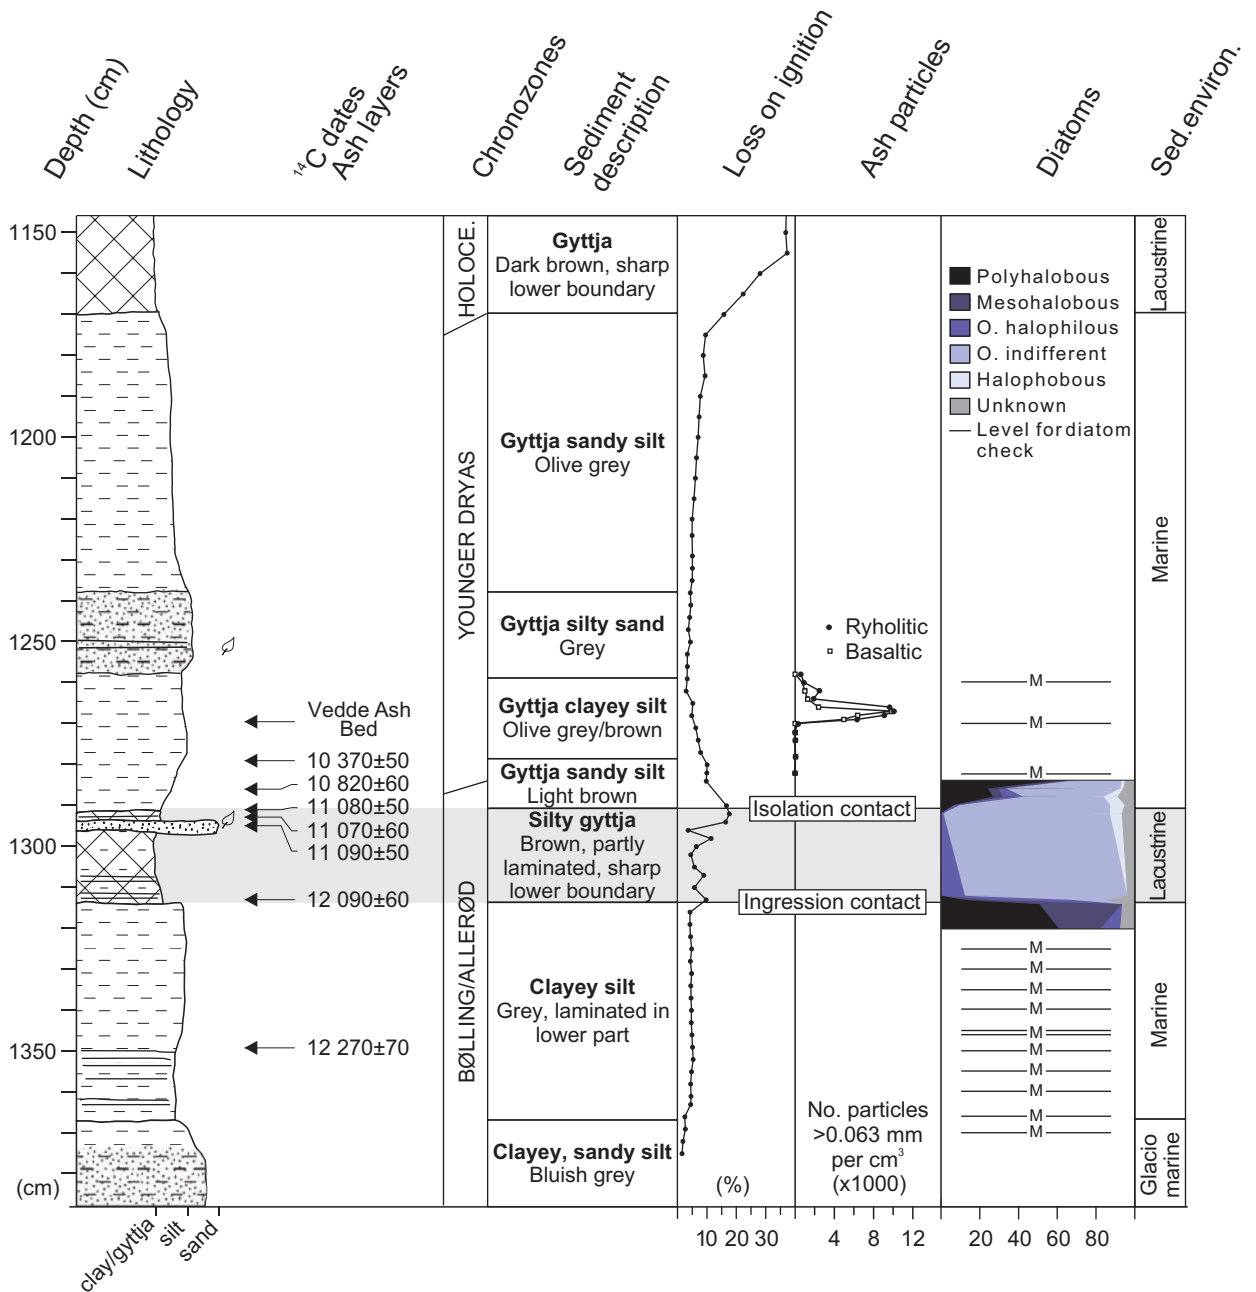 Depth (cm)
Lithology
¹⁴C dates
Ash layers
Chronozones
Sediment
description
Loss on ignition
Ash particles
Diatoms
Sed.environ.
1150
1200
1250
1300
1350
(cm)
clay/gyttja
silt
sand
Vedde Ash
Bed
10 370±50
10 820±60
11 080±50
11 070±60
11 090±50
12 090±60
12 270±70
HOLOCE.
YOUNGER DRYAS
BØLLING/ALLERØD
Gyttja
Dark brown, sharp
lower boundary
Gyttja sandy silt
Olive grey
Gyttja silty sand
Grey
Gyttja clayey silt
Olive grey/brown
Gyttja sandy silt
Light brown
Silty gyttja
Brown, partly
laminated, sharp
lower boundary
Clayey silt
Grey, laminated in
lower part
Clayey, sandy silt
Bluish grey
(%)
10 20 30
Ryholitic
Basaltic
Isolation contact
Ingression contact
No. particles
>0.063 mm
per cm³
(x1000)
4 8 12
Polyhalobous
Mesohalobous
O. halophilous
O. indifferent
Halophobous
Unknown
Level for diatom
check
M
M
M
M
M
M
M
M
M
M
M
M
M
20 40 60 80
Lacustrine
Marine
Lacustrine
Marine
Glacio
marine